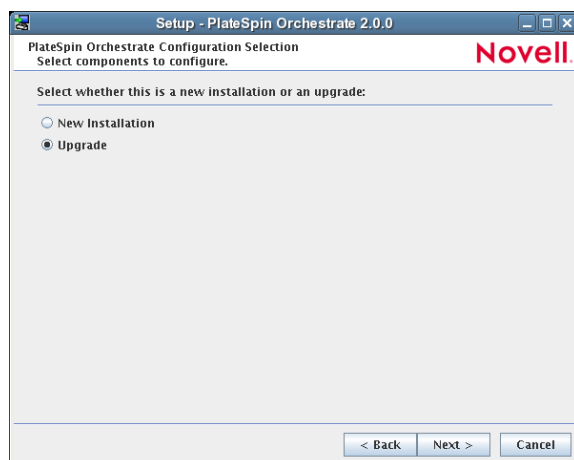 Setup - PlateSpin Orchestrate 2.0.0
PlateSpin Orchestrate Configuration Selection
Select components to configure.
Novell.
Select whether this is a new installation or an upgrade:
New Installation
Upgrade
< Back
Next >
Cancel